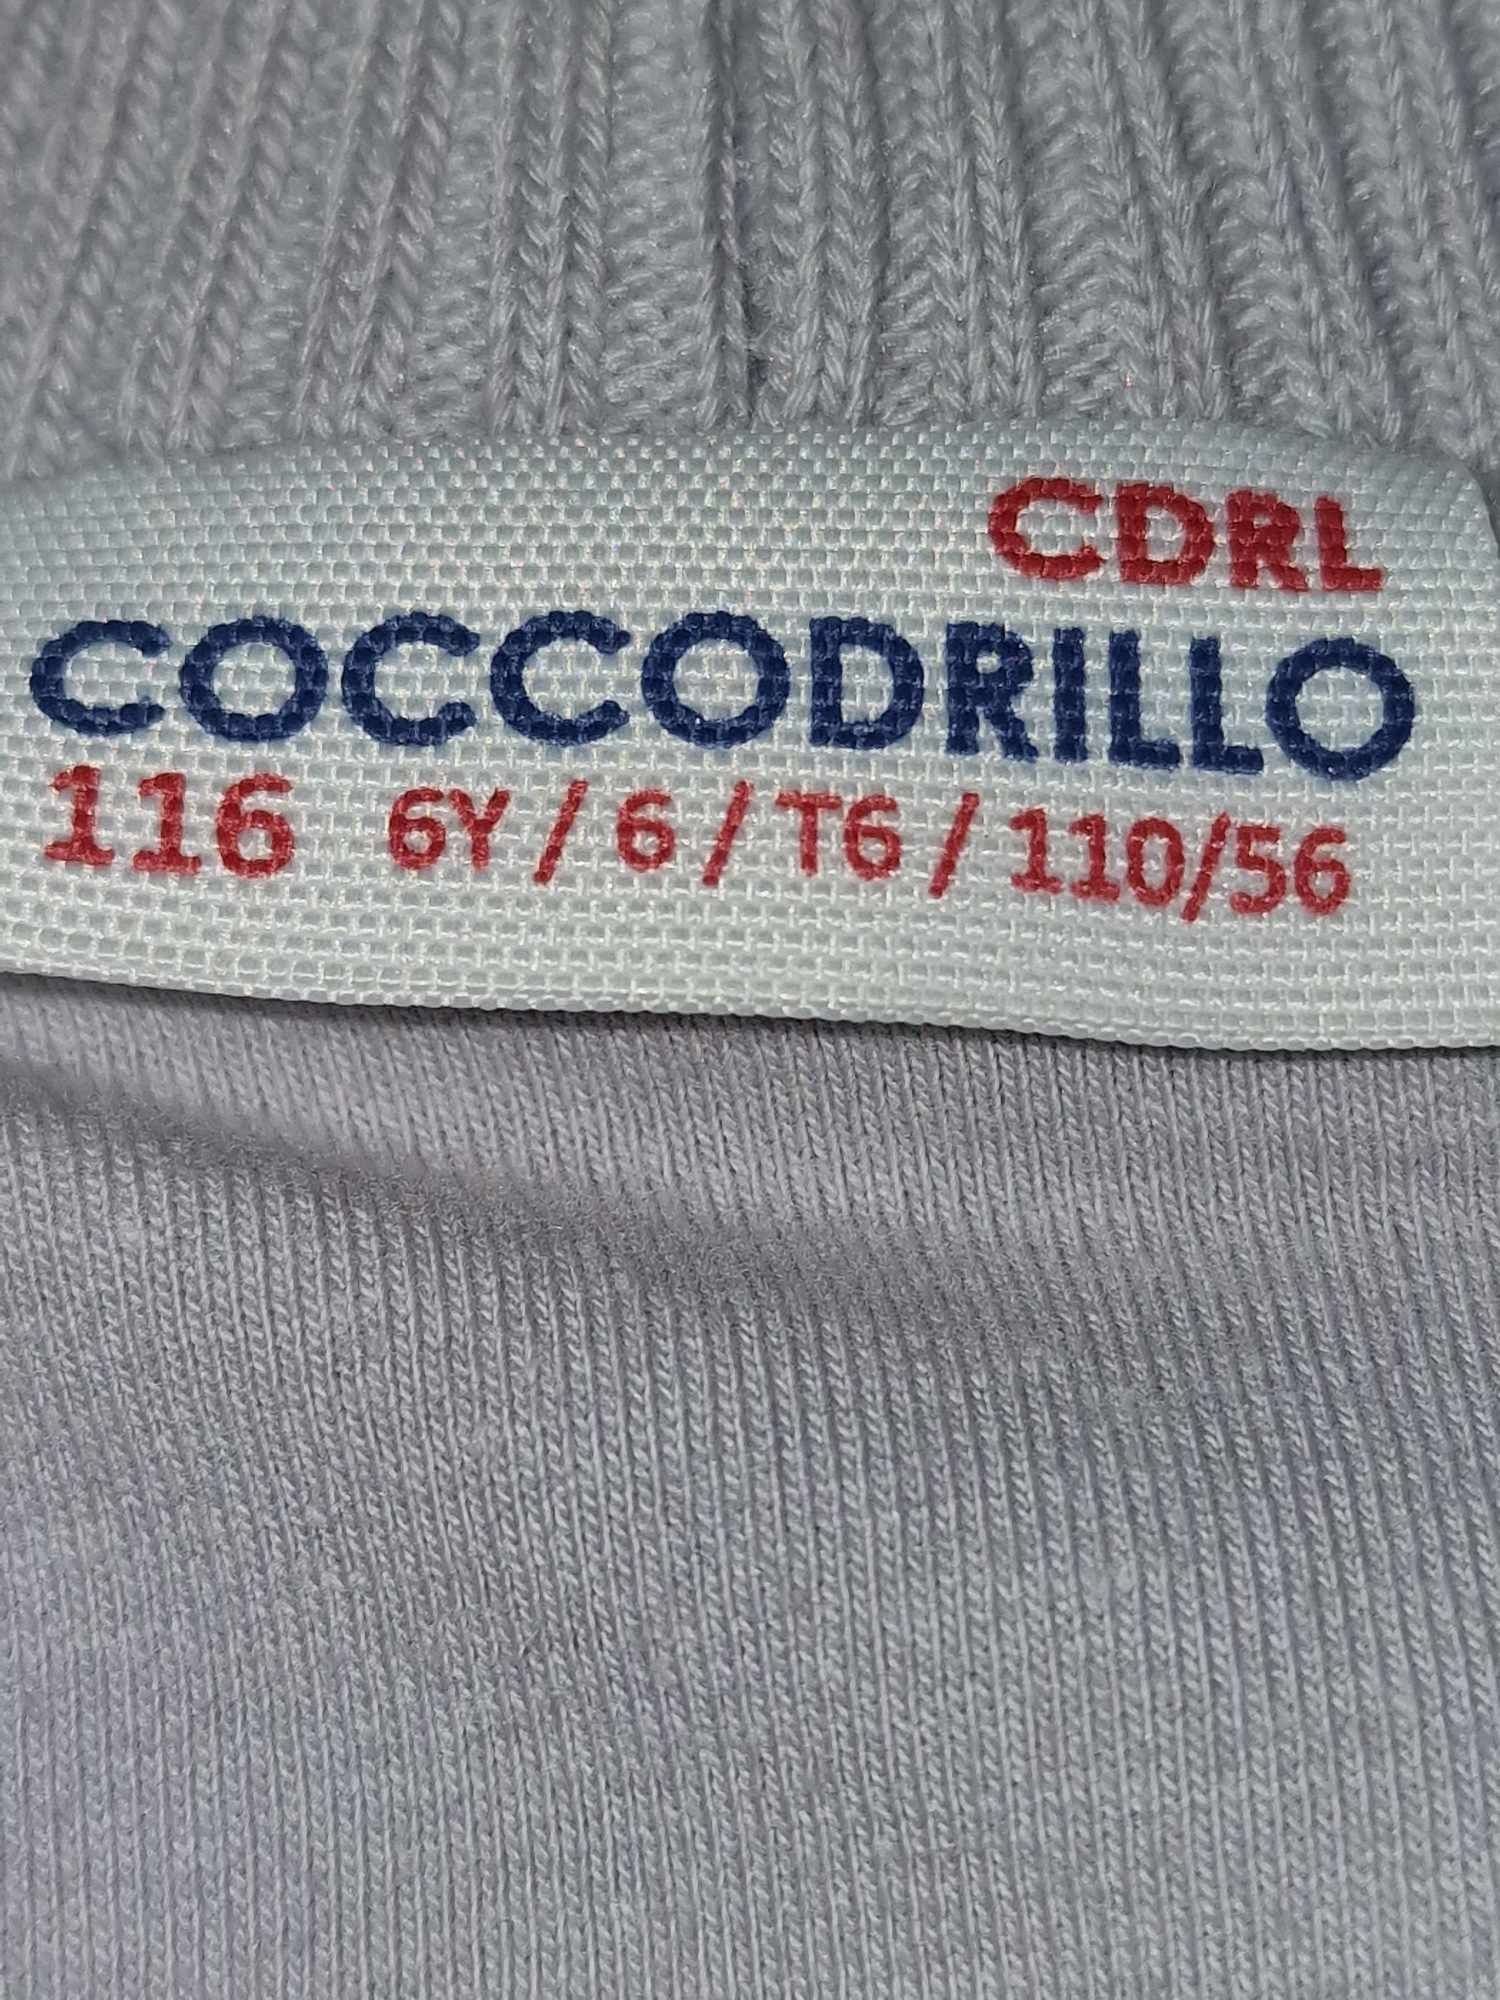 CDRL
COCCODRILLO
116 6Y / 6 / T6 / 110/56